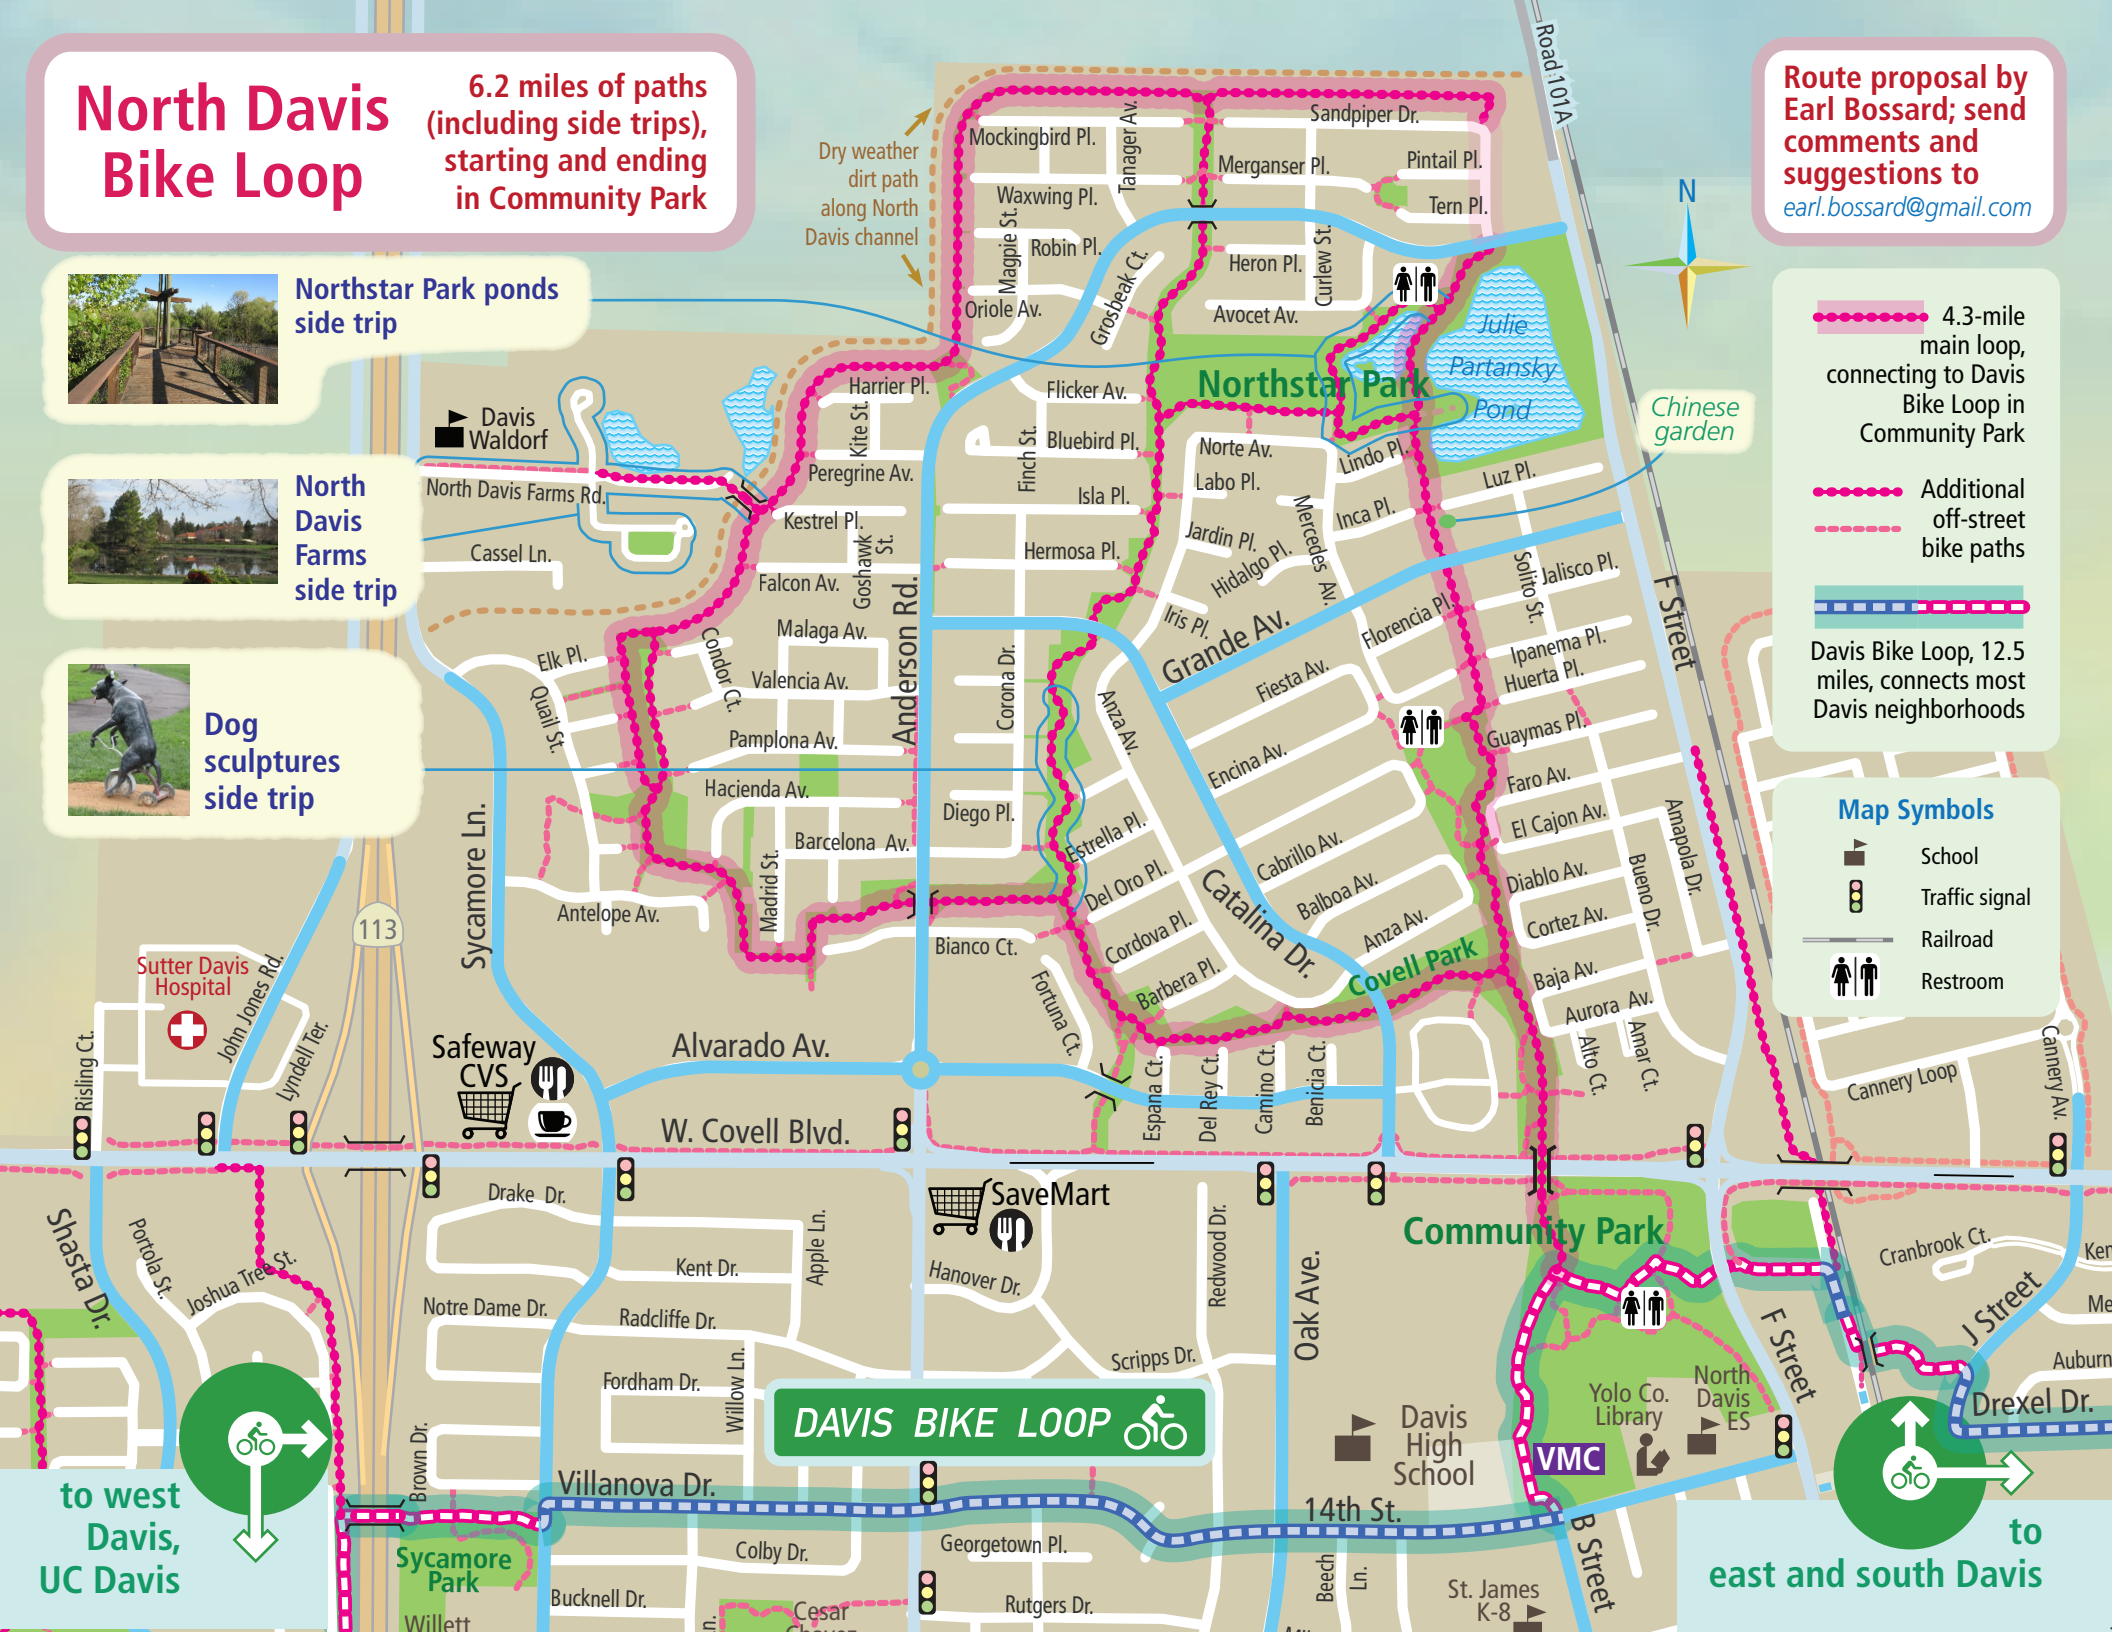 North Davis
Bike Loop
6.2 miles of paths
(including side trips),
starting and ending
in Community Park
Route proposal by
Earl Bossard; send
comments and
suggestions to
earl.bossard@gmail.com
Northstar Park ponds
side trip
North
Davis
Farms
side trip
Dog
sculptures
side trip
Dry weather
dirt path
along North
Davis channel
N
4.3-mile
main loop,
connecting to Davis
Bike Loop in
Community Park
Additional
off-street
bike paths
Davis Bike Loop, 12.5
miles, connects most
Davis neighborhoods
Map Symbols
School
Traffic signal
Railroad
Restroom
Chinese
garden
Road 101A
Sandpiper Dr.
Mockingbird Pl.
Tanager Av.
Merganser Pl.
Pintail Pl.
Waxwing Pl.
Tern Pl.
Magpie St.
Robin Pl.
Heron Pl.
Curlew St.
Grosbeak Ct.
Oriole Av.
Avocet Av.
Julie
Partansky
Pond
Northstar Park
Harrier Pl.
Flicker Av.
Kite St.
Finch St.
Bluebird Pl.
Norte Av.
Lindo Pl.
Davis
Waldorf
Peregrine Av.
North Davis Farms Rd.
Labo Pl.
Luz Pl.
Isla Pl.
Mercedes Av.
Inca Pl.
Kestrel Pl.
Jardin Pl.
Cassel Ln.
Goshawk
St.
Hermosa Pl.
Hidalgo Pl.
Solito St.
Jalisco Pl.
Falcon Av.
F Street
Anderson Rd.
Iris Pl.
Grande Av.
Florencia Pl.
Malaga Av.
Condor Ct.
Elk Pl.
Ipanema Pl.
Huerta Pl.
Valencia Av.
Corona Dr.
Fiesta Av.
Quail St.
Anza Av.
Pamplona Av.
Guaymas Pl.
Encina Av.
Hacienda Av.
Faro Av.
Diego Pl.
El Cajon Av.
Amapola Dr.
Sycamore Ln.
Barcelona Av.
Estrella Pl.
Cabrillo Av.
Madrid St.
Del Oro Pl.
Diablo Av.
Bueno Dr.
Balboa Av.
Antelope Av.
Catalina Dr.
Cortez Av.
113
Cordova Pl.
Anza Av.
Bianco Ct.
Covell Park
Sutter Davis
Hospital
John Jones Rd.
Barbera Pl.
Baja Av.
Fortuna Ct.
Aurora Av.
Lyndell Ter.
Rising Ct.
Safeway
CVS
Alvarado Av.
Alto Ct.
Amar Ct.
Espana Ct.
Del Rey Ct.
Camino Ct.
Benicia Ct.
Cannery Loop
Cannery Av.
W. Covell Blvd.
SaveMart
Drake Dr.
Shasta Dr.
Portola St.
Joshua Tree St.
Apple Ln.
Kent Dr.
Hanover Dr.
Redwood Dr.
Oak Ave.
Community Park
Cranbrook Ct.
Ken
Notre Dame Dr.
Radcliffe Dr.
J Street
Me
F Street
Scripps Dr.
Auburn
Fordham Dr.
Willow Ln.
North
Davis
ES
Yolo Co.
Library
Davis
High
School
VMC
Drexel Dr.
DAVIS BIKE LOOP
Brown Dr.
Villanova Dr.
14th St.
to west
Davis,
UC Davis
to
east and south Davis
B Street
Georgetown Pl.
Colby Dr.
Sycamore
Park
Beech
Ln.
St. James
K-8
Bucknell Dr.
Rutgers Dr.
Cesar
Willett